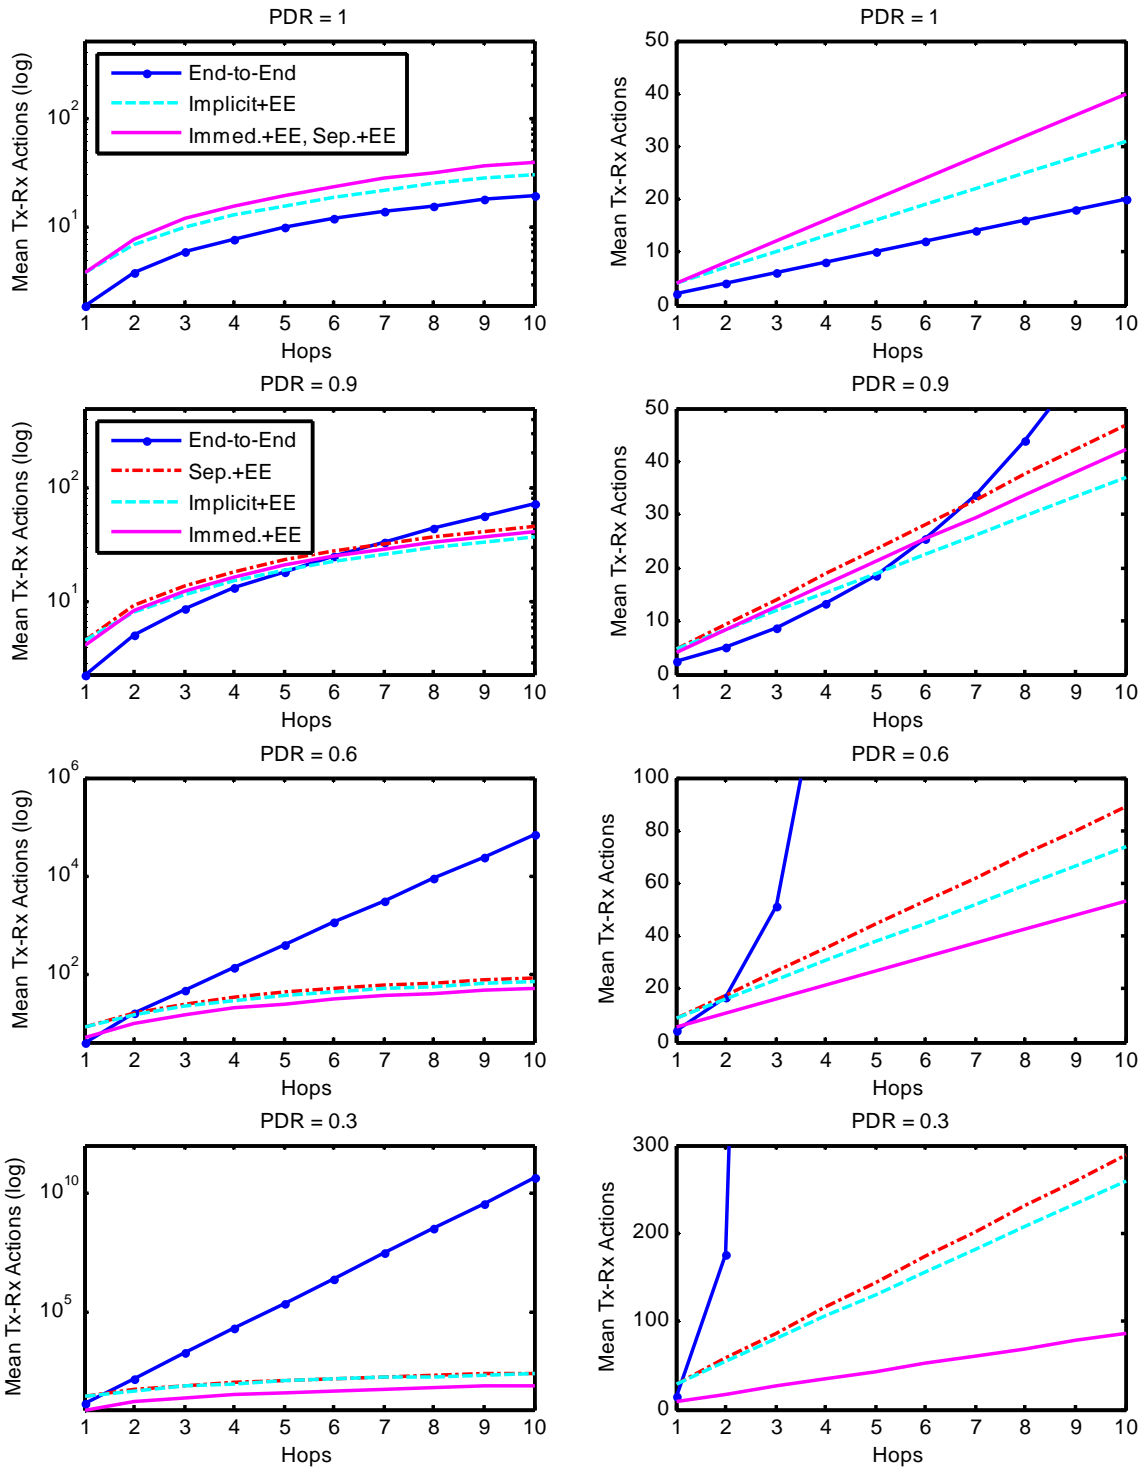 PDR = 1
Mean Tx-Rx Actions (log)
10^2
10^1
End-to-End
Implicit+EE
Immed.+EE, Sep.+EE
1 2 3 4 5 6 7 8 9 10
Hops
PDR = 1
Mean Tx-Rx Actions
50
40
30
20
10
0
1 2 3 4 5 6 7 8 9 10
Hops
PDR = 0.9
Mean Tx-Rx Actions (log)
10^2
10^1
End-to-End
Sep.+EE
Implicit+EE
Immed.+EE
1 2 3 4 5 6 7 8 9 10
Hops
PDR = 0.9
Mean Tx-Rx Actions
50
40
30
20
10
0
1 2 3 4 5 6 7 8 9 10
Hops
PDR = 0.6
Mean Tx-Rx Actions (log)
10^6
10^4
10^2
1 2 3 4 5 6 7 8 9 10
Hops
PDR = 0.6
Mean Tx-Rx Actions
100
80
60
40
20
0
1 2 3 4 5 6 7 8 9 10
Hops
PDR = 0.3
Mean Tx-Rx Actions (log)
10^10
10^5
1 2 3 4 5 6 7 8 9 10
Hops
PDR = 0.3
Mean Tx-Rx Actions
300
200
100
0
1 2 3 4 5 6 7 8 9 10
Hops